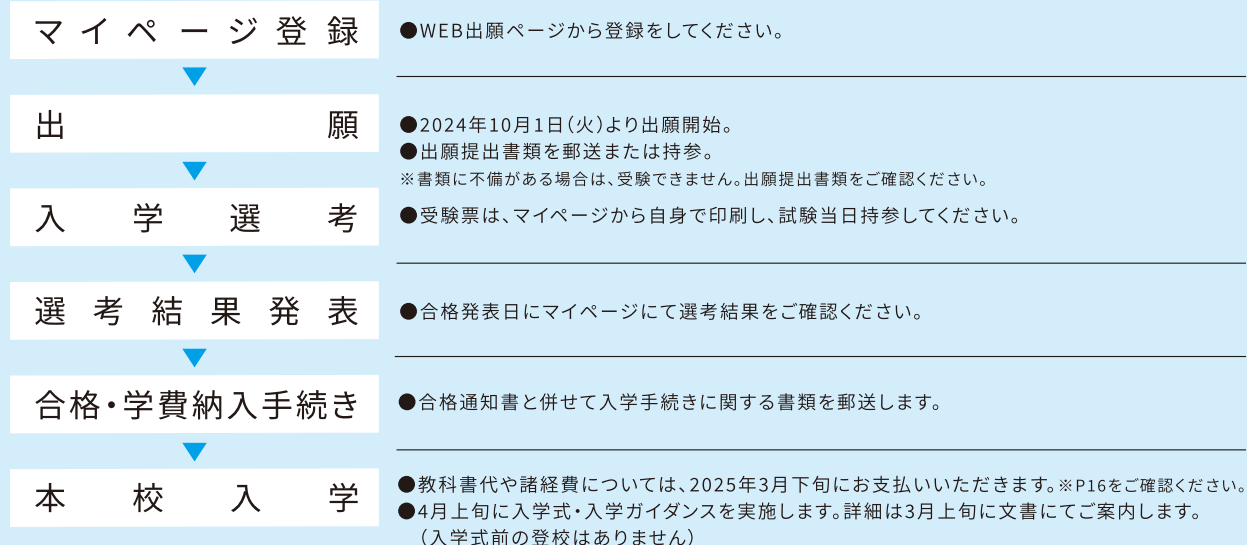 マイページ登録
●WEB出願ページから登録をしてください。
出願
●2024年10月1日(火)より出願開始。
●出願提出書類を郵送または持参。
※書類に不備がある場合は、受験できません。出願提出書類をご確認ください。
入学選考
●受験票は、マイページから自身で印刷し、試験当日持参してください。
選考結果発表
●合格発表日にマイページにて選考結果をご確認ください。
合格・学費納入手続き
●合格通知書と併せて入学手続きに関する書類を郵送します。
本校入学
●教科書代や諸経費については、2025年3月下旬にお支払いいただきます。※P16をご確認ください。
●4月上旬に入学式・入学ガイダンスを実施します。詳細は3月上旬に文書にてご案内します。
(入学式前の登校はありません)